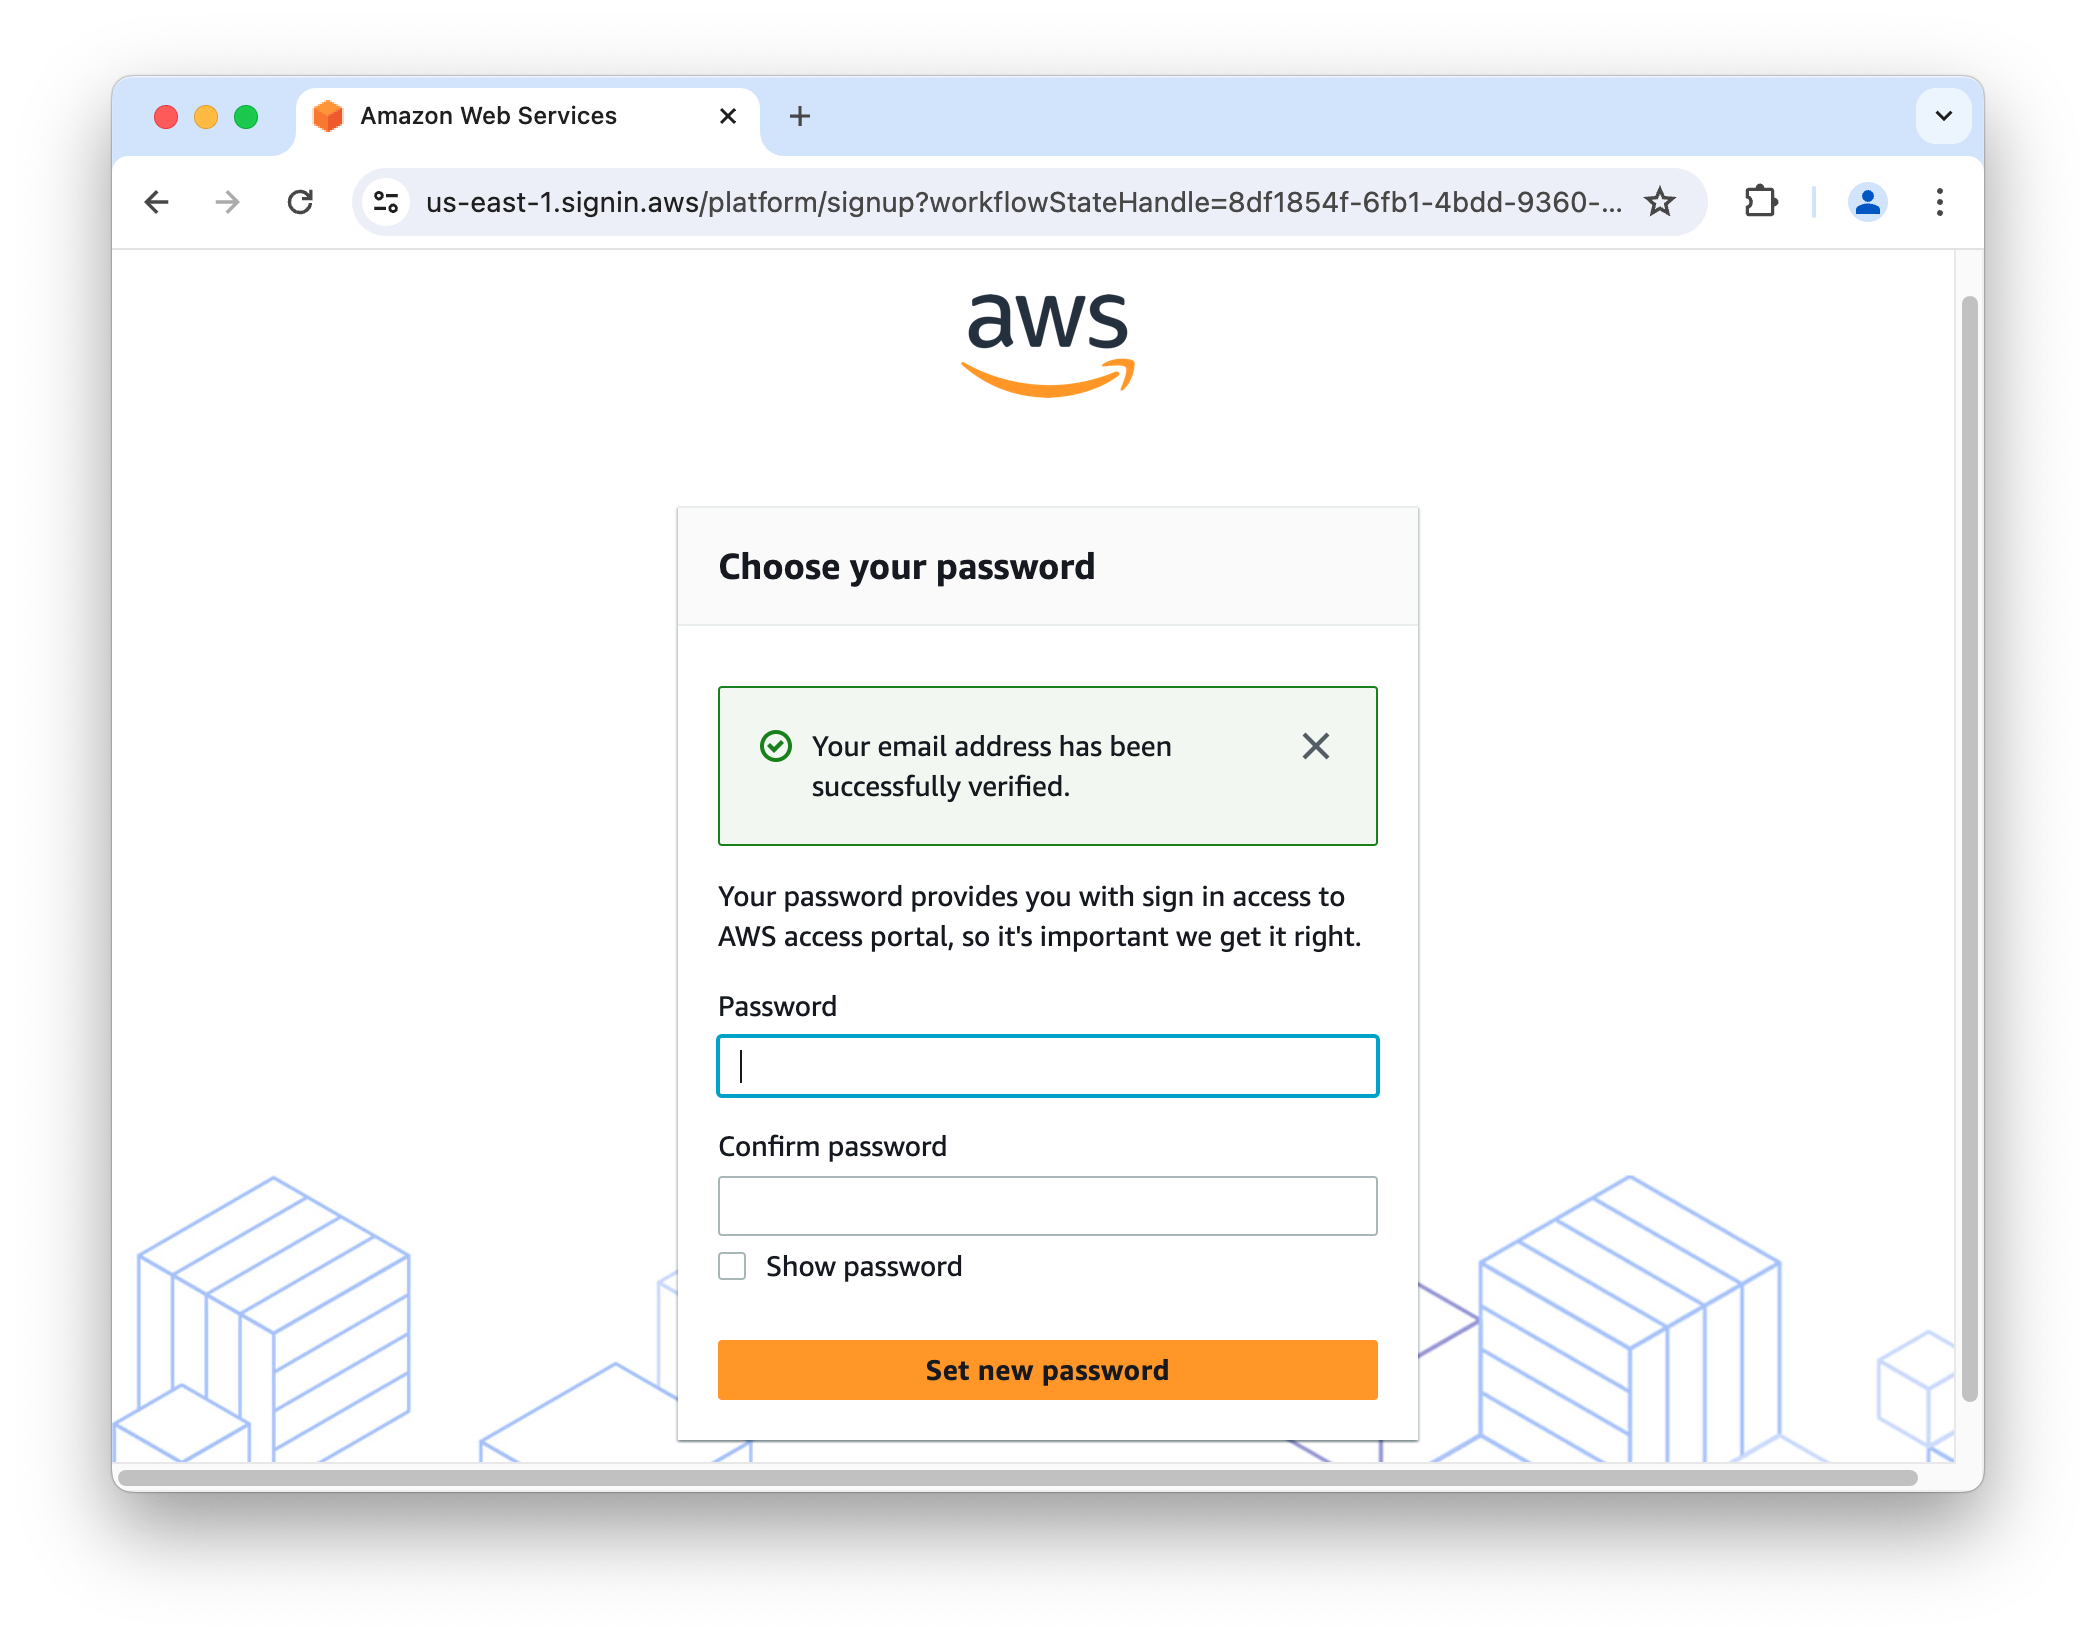 Amazon Web Services
us-east-1.signin.aws/platform/signup?workflowStateHandle=8df1854f-6fb1-4bdd-9360-...
aws
Choose your password
Your email address has been
successfully verified.
Your password provides you with sign in access to
AWS access portal, so it's important we get it right.
Password
Confirm password
Show password
Set new password